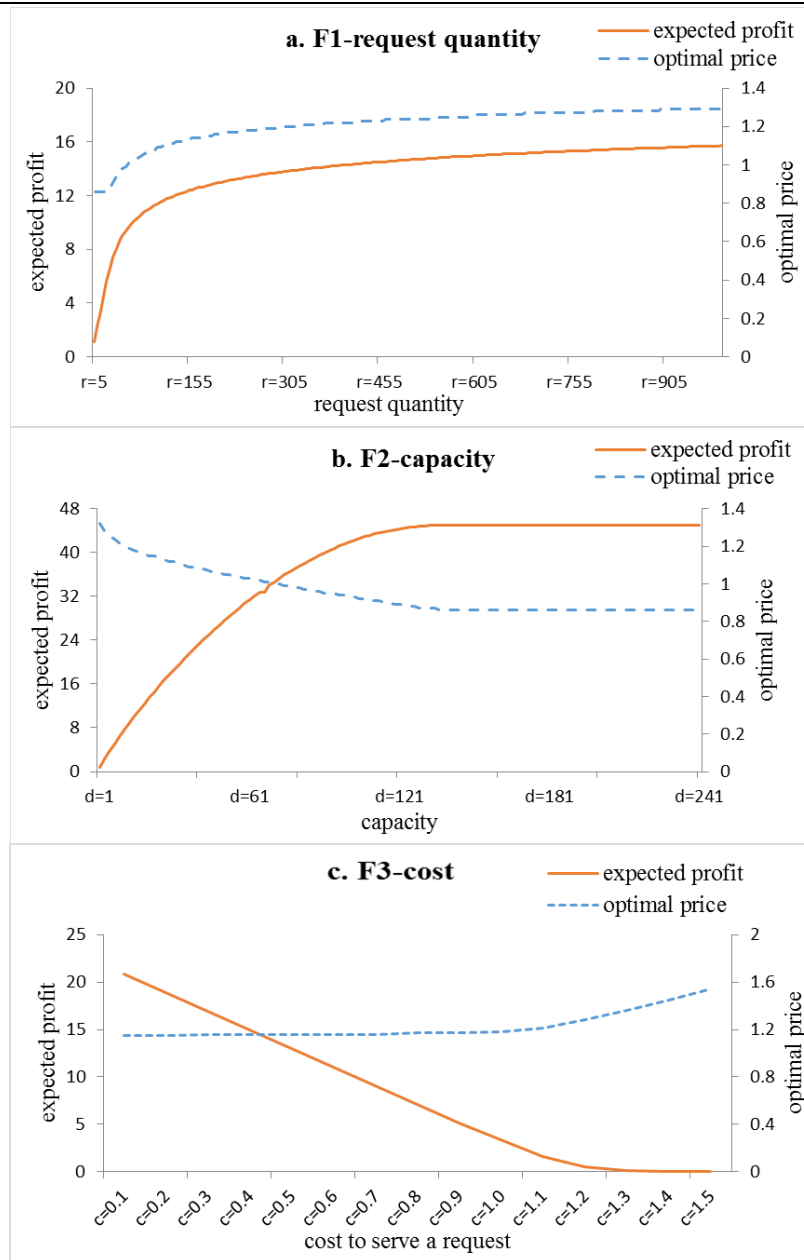 a. F1-request quantity
expected profit
optimal price
20
16
12
8
4
0
expected profit
1.4
1.2
1
0.8
0.6
0.4
0.2
0
optimal price
r=5 r=155 r=305 r=455 r=605 r=755 r=905
request quantity
b. F2-capacity
expected profit
optimal price
48
40
32
24
16
8
0
expected profit
1.4
1.2
1
0.8
0.6
0.4
0.2
0
optimal price
d=1 d=61 d=121 d=181 d=241
capacity
c. F3-cost
expected profit
optimal price
25
20
15
10
5
0
expected profit
2
1.6
1.2
0.8
0.4
0
optimal price
c=0.1 c=0.2 c=0.3 c=0.4 c=0.5 c=0.6 c=0.7 c=0.8 c=0.9 c=1.0 c=1.1 c=1.2 c=1.3 c=1.4 c=1.5
cost to serve a request